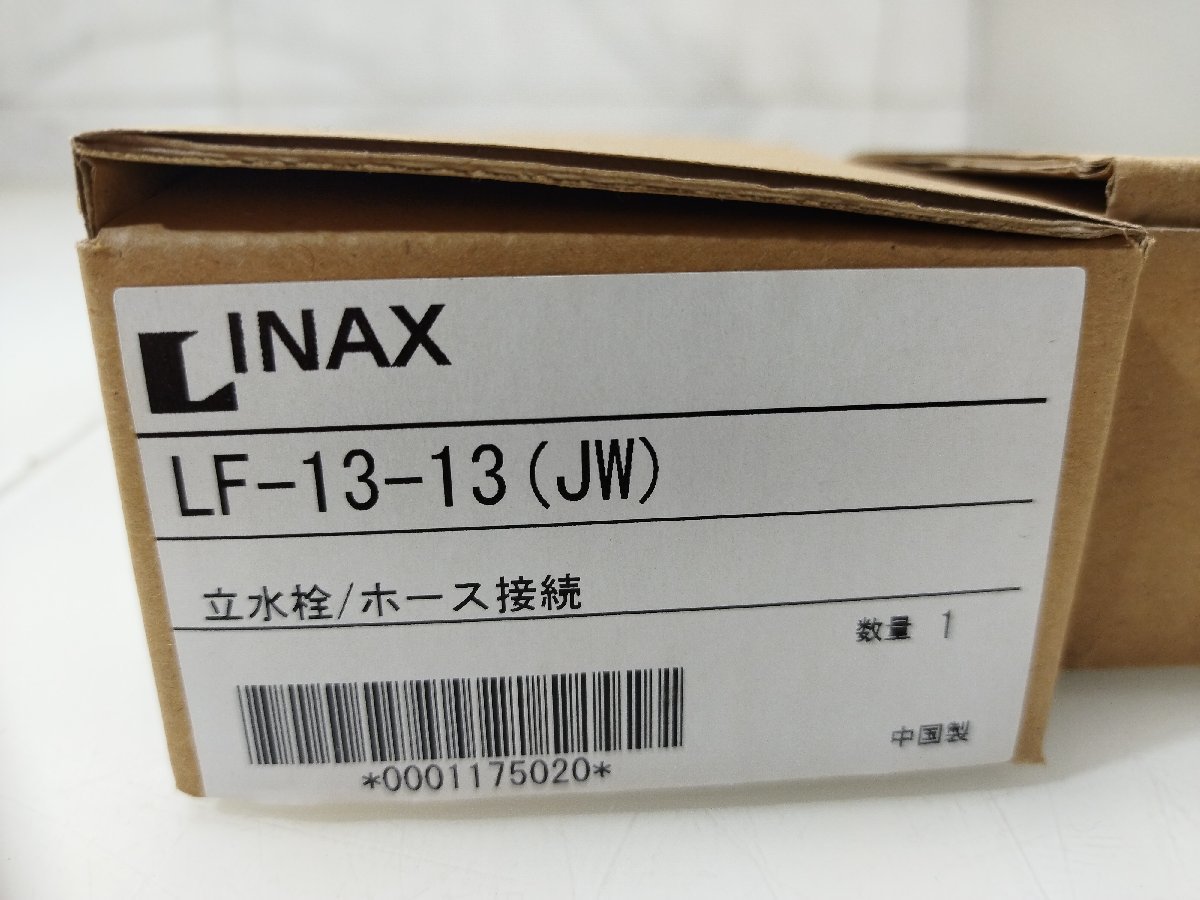 INAX
LF-13-13(JW)
立水栓/ホース接続
数量 1
中国製
*0001175020*